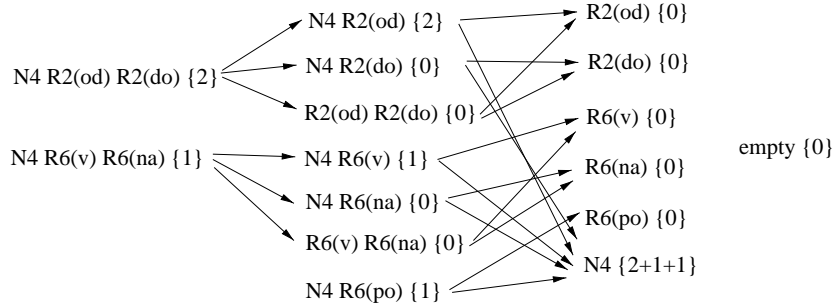 N4 R2(od) R2(do) {2}
N4 R6(v) R6(na) {1}
N4 R2(od) {2}
N4 R2(do) {0}
R2(od) R2(do) {0}
N4 R6(v) {1}
N4 R6(na) {0}
R6(v) R6(na) {0}
N4 R6(po) {1}
R2(od) {0}
R2(do) {0}
R6(v) {0}
R6(na) {0}
R6(po) {0}
N4 {2+1+1}
empty {0}